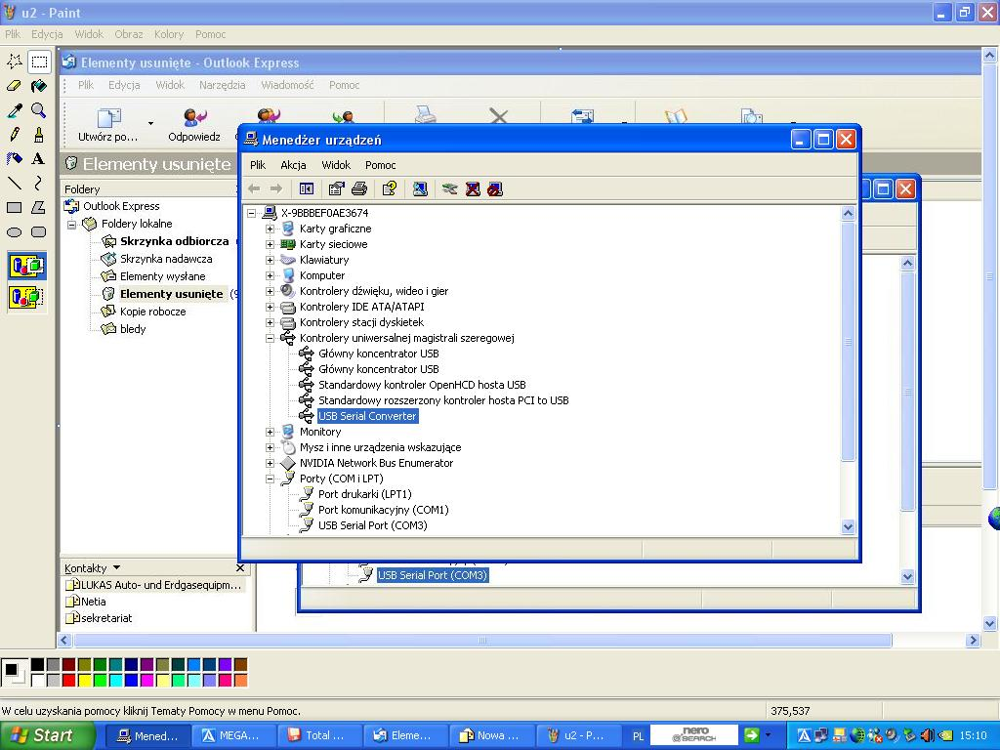 u2 - Paint
Plik Edycja Widok Obraz Kolory Pomoc
Elementy usunięte - Outlook Express
Plik Edycja Widok Narzędzia Wiadomość Pomoc
Utwórz po... Odpowiedz
Elementy usunięte
Foldery
Outlook Express
Foldery lokalne
Skrzynka odbiorcza
Skrzynka nadawcza
Elementy wysłane
Elementy usunięte
Kopie robocze
bledy
Kontakty
LUKAS Auto- und Erdgasequipm...
Netia
sekretariat
Menedżer urządzeń
Plik Akcja Widok Pomoc
X-9BBBEF0AE3674
Karty graficzne
Karty sieciowe
Klawiatury
Komputer
Kontrolery dźwięku, wideo i gier
Kontrolery IDE ATA/ATAPI
Kontrolery stacji dyskietek
Kontrolery uniwersalnej magistrali szeregowej
Główny koncentrator USB
Główny koncentrator USB
Standardowy kontroler OpenHCD hosta USB
Standardowy rozszerzony kontroler hosta PCI to USB
USB Serial Converter
Monitory
Mysz i inne urządzenia wskazujące
NVIDIA Network Bus Enumerator
Porty (COM i LPT)
Port drukarki (LPT1)
Port komunikacyjny (COM1)
USB Serial Port (COM3)
USB Serial Port (COM3)
W celu uzyskania pomocy kliknij Tematy Pomocy w menu Pomoc. 375,537
Start Mened... MEGA... Total ... Eleme... Nowa ... u2 - P... PL nero SEARCH 15:10